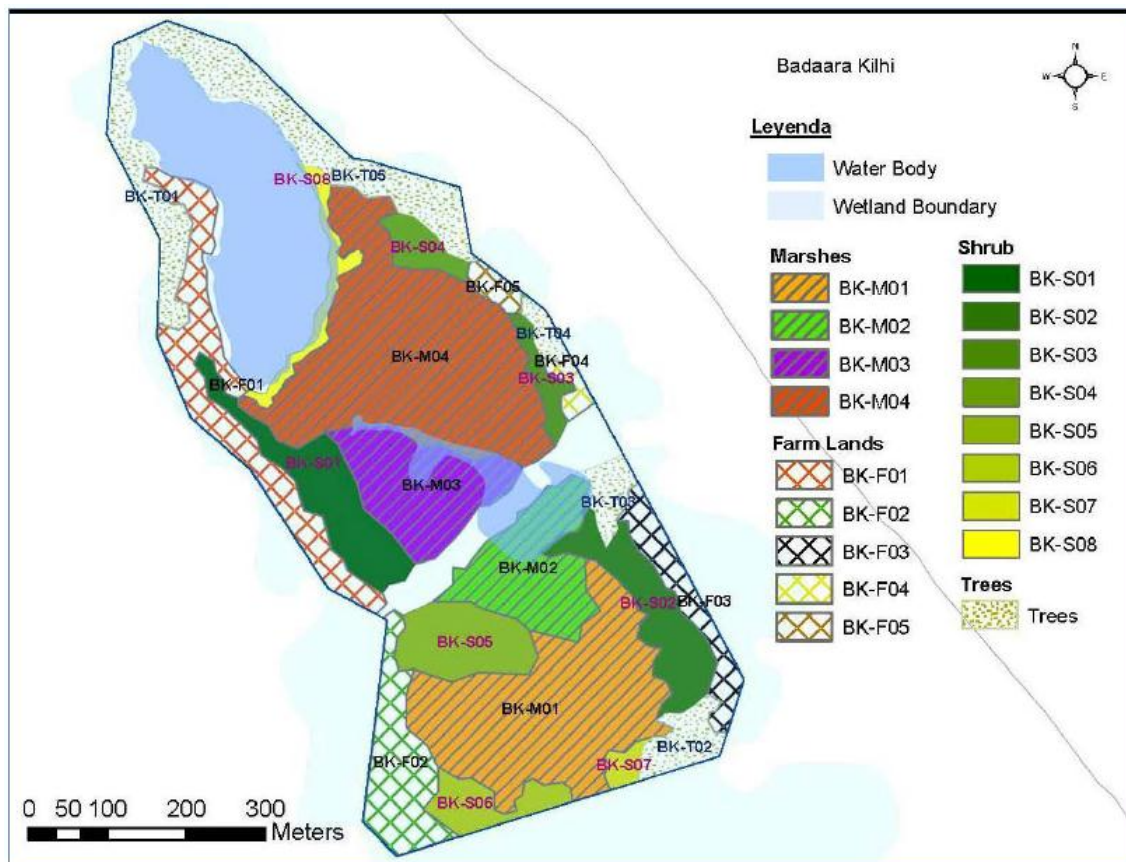 Badaara Kilhi
N
W
E
S
Leyenda
Water Body
Wetland Boundary
Marshes
BK-M01
BK-M02
BK-M03
BK-M04
Farm Lands
BK-F01
BK-F02
BK-F03
BK-F04
BK-F05
Shrub
BK-S01
BK-S02
BK-S03
BK-S04
BK-S05
BK-S06
BK-S07
BK-S08
Trees
Trees
BK-S08
BK-T05
BK-T01
BK-S04
BK-F05
BK-T04
BK-M04
BK-F04
BK-S03
BK-F01
BK-S01
BK-M03
BK-T03
BK-M02
BK-S02
BK-F03
BK-S05
BK-M01
BK-T02
BK-F02
BK-S07
BK-S06
0 50 100 200 300
Meters